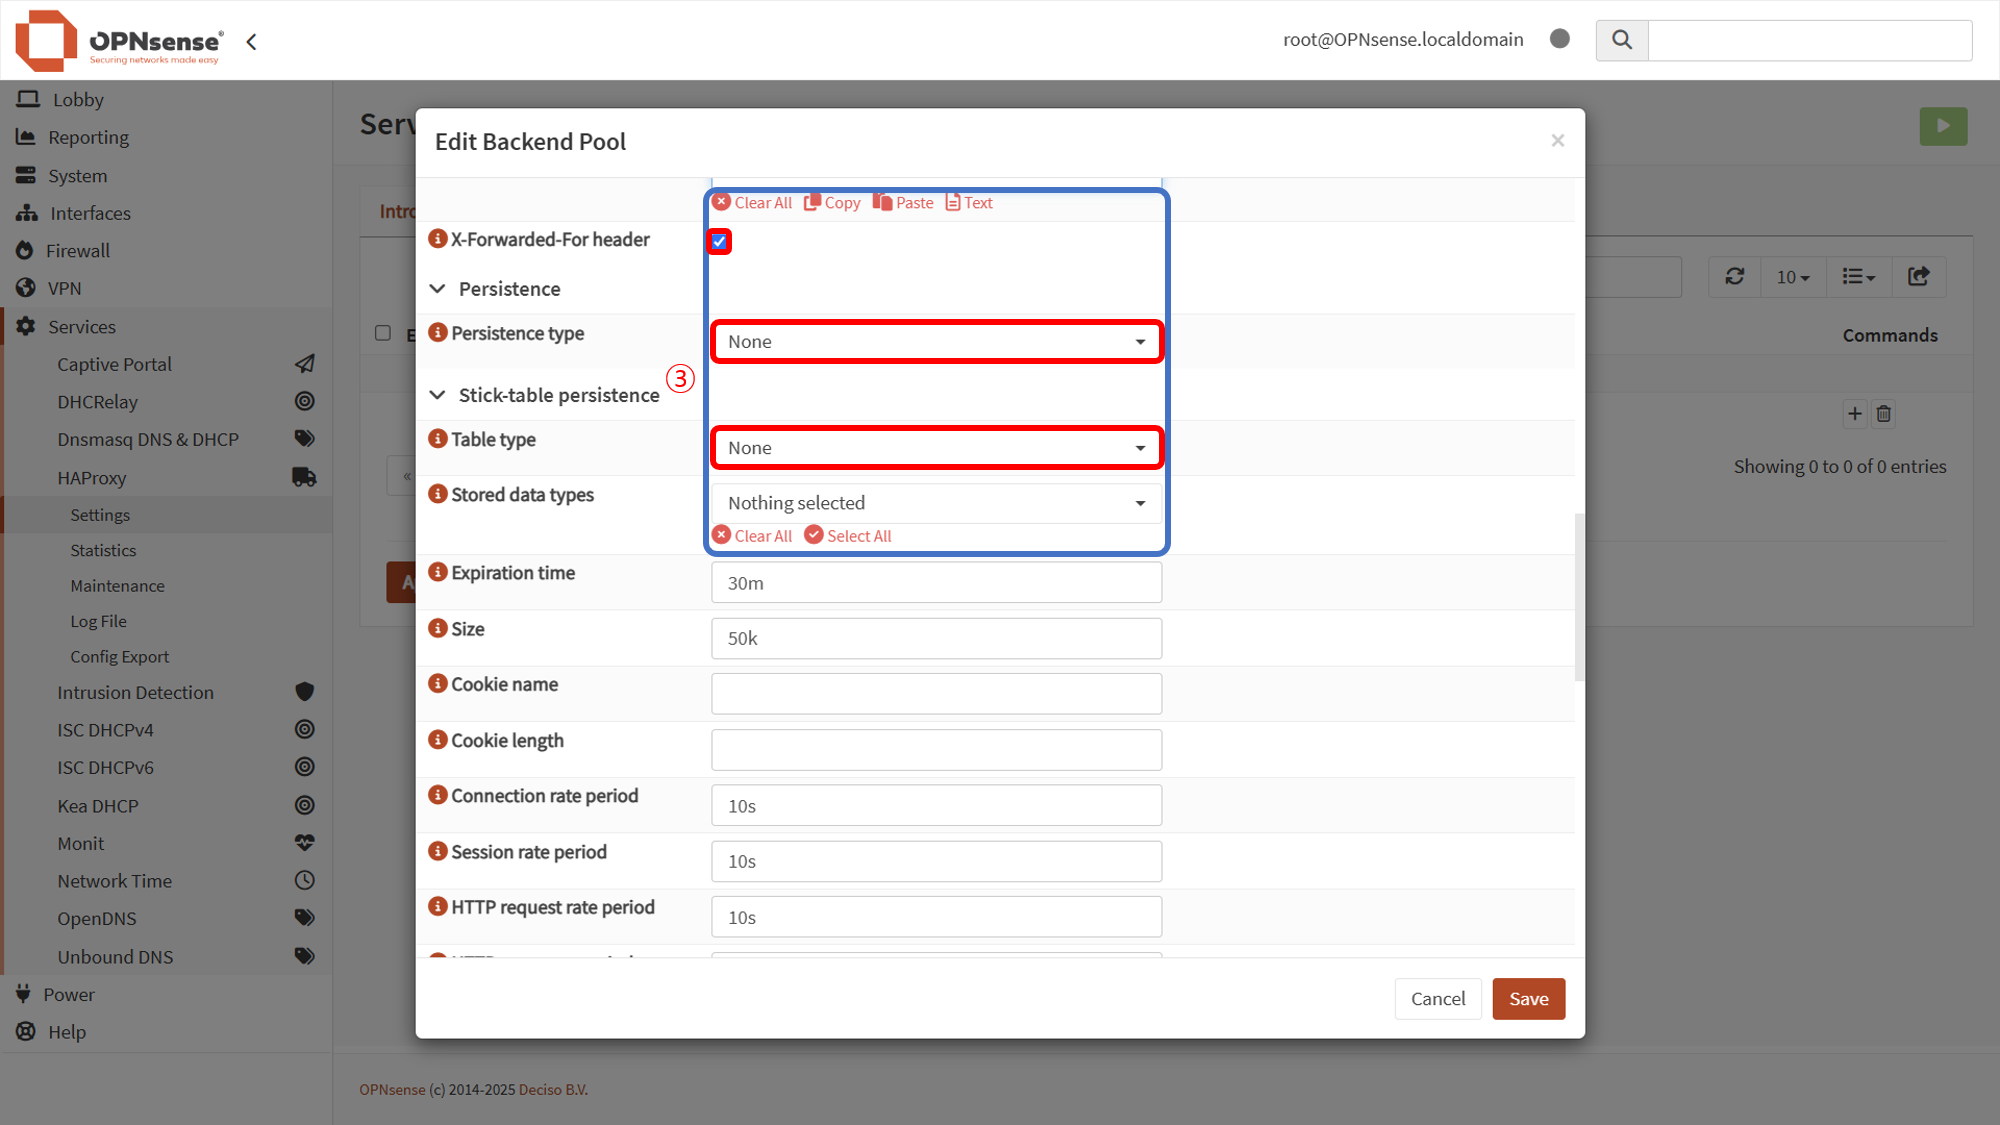 OPNsense®
Securing networks made easy
root@OPNsense.localdomain
Lobby
Reporting
System
Interfaces
Firewall
VPN
Services
Captive Portal
DHCRelay
Dnsmasq DNS & DHCP
HAProxy
Settings
Statistics
Maintenance
Log File
Config Export
Intrusion Detection
ISC DHCPv4
ISC DHCPv6
Kea DHCP
Monit
Network Time
OpenDNS
Unbound DNS
Power
Help
Serv
Intro
10
E
Commands
«
Showing 0 to 0 of 0 entries
Ap
Edit Backend Pool
×
Clear All Copy Paste Text
X-Forwarded-For header
Persistence
Persistence type
None
③
Stick-table persistence
Table type
None
Stored data types
Nothing selected
Clear All Select All
Expiration time
30m
Size
50k
Cookie name
Cookie length
Connection rate period
10s
Session rate period
10s
HTTP request rate period
10s
Cancel
Save
OPNsense (c) 2014-2025 Deciso B.V.